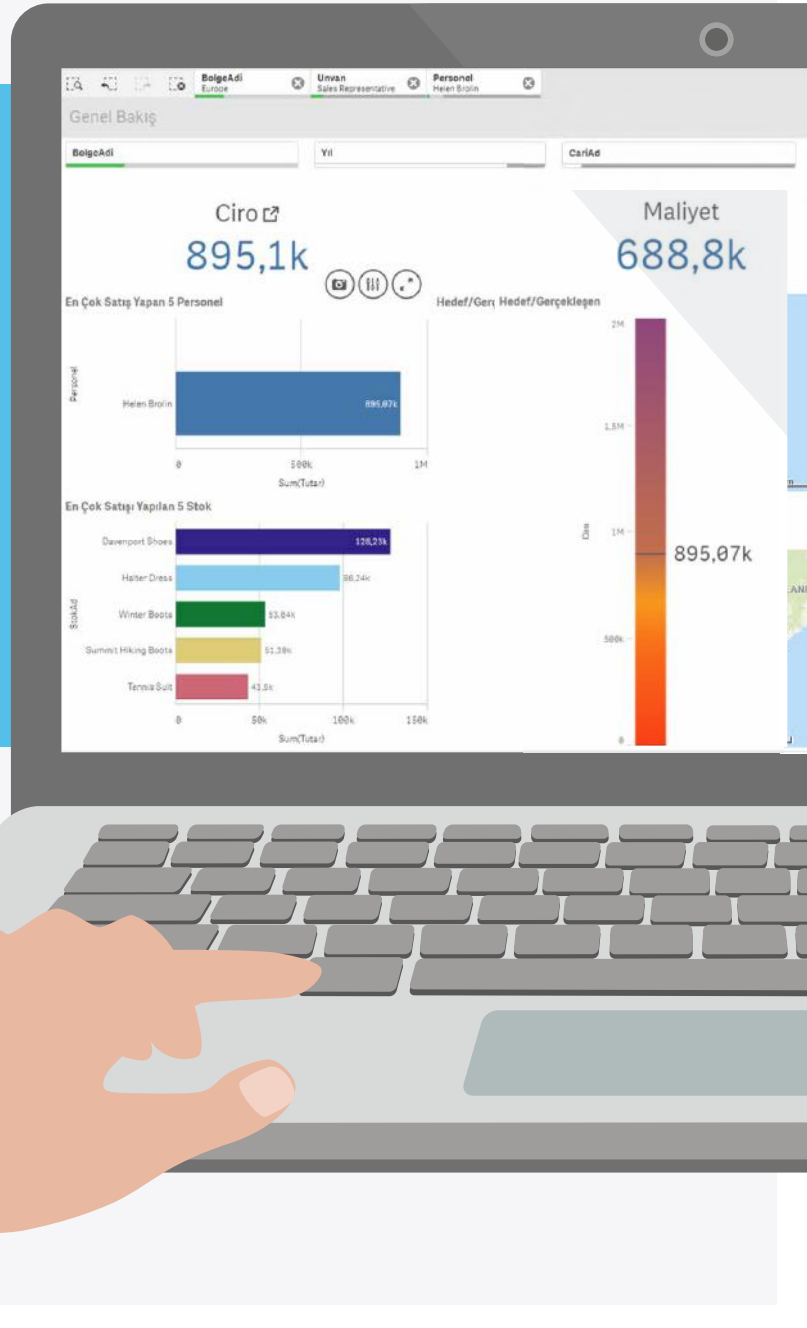 BolgeAdi
Europe
Unvan
Sales Representative
Personel
Helen Brolin
Genel Bakış
BolgeAdi
Yıl
CariAd
Ciro
895,1k
Maliyet
688,8k
En Çok Satış Yapan 5 Personel
Hedef/Gerç Hedef/Gerçekleşen
Personel
Helen Brolin
895,07k
0 500k 1M
Sum(Tutar)
2M
1,5M
1M
500k
0
Ciro
895,07k
En Çok Satışı Yapılan 5 Stok
StokAd
Davenport Shoes
128,23k
Halter Dress
98,24k
Winter Boots
53,64k
Summit Hiking Boots
51,28k
Tennis Suit
43,5k
0 50k 100k 150k
Sum(Tutar)